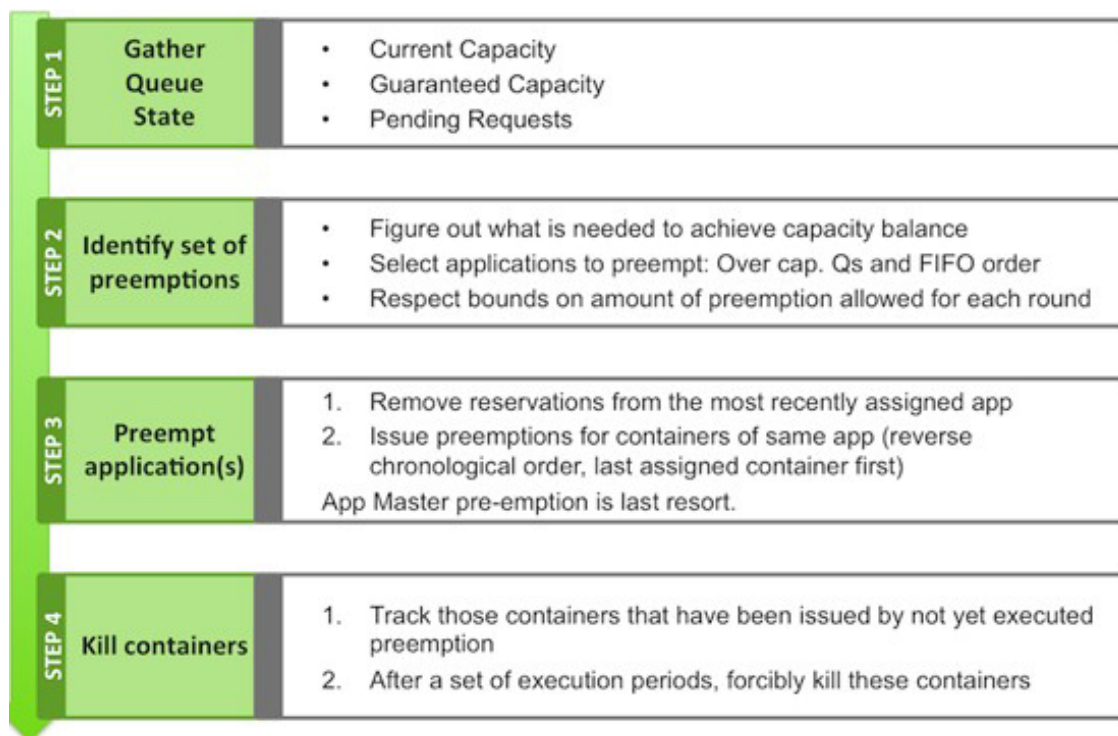 STEP 1
Gather
Queue
State
• Current Capacity
• Guaranteed Capacity
• Pending Requests
STEP 2
Identify set of
preemptions
• Figure out what is needed to achieve capacity balance
• Select applications to preempt: Over cap. Qs and FIFO order
• Respect bounds on amount of preemption allowed for each round
STEP 3
Preempt
application(s)
1. Remove reservations from the most recently assigned app
2. Issue preemptions for containers of same app (reverse
chronological order, last assigned container first)
App Master pre-emption is last resort.
STEP 4
Kill containers
1. Track those containers that have been issued by not yet executed
preemption
2. After a set of execution periods, forcibly kill these containers